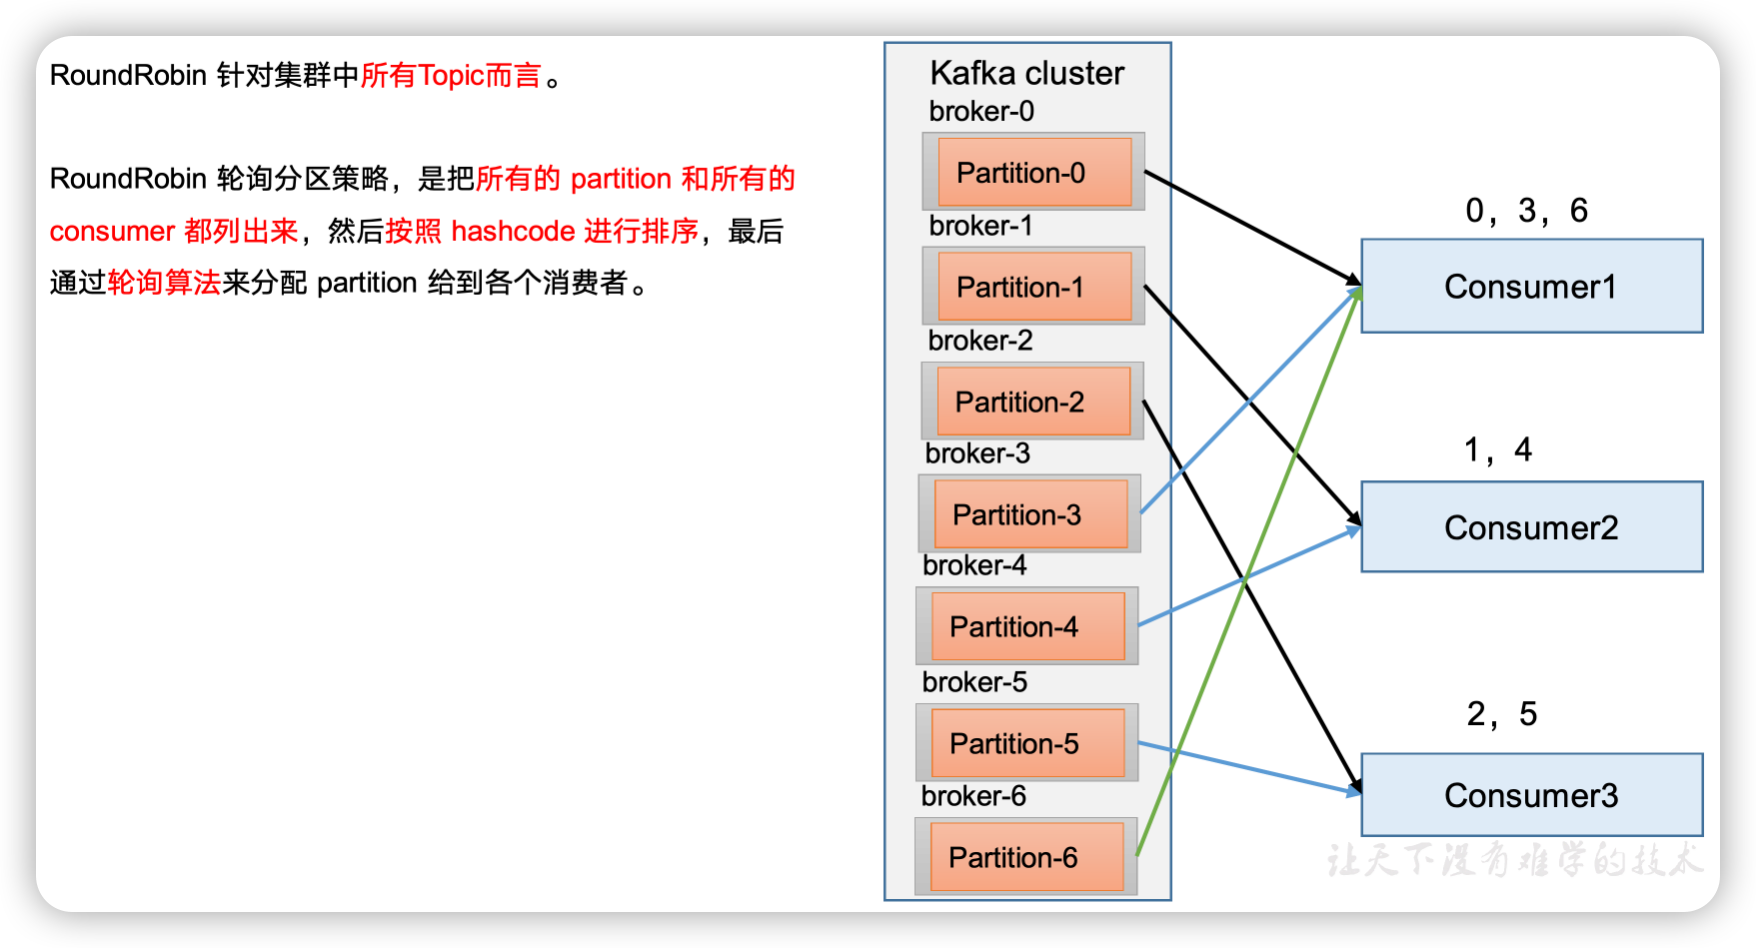 RoundRobin 针对集群中所有Topic而言。
RoundRobin 轮询分区策略，是把所有的 partition 和所有的
consumer 都列出来，然后按照 hashcode 进行排序，最后
通过轮询算法来分配 partition 给到各个消费者。
Kafka cluster
broker-0
Partition-0
broker-1
Partition-1
broker-2
Partition-2
broker-3
Partition-3
broker-4
Partition-4
broker-5
Partition-5
broker-6
Partition-6
0，3，6
Consumer1
1，4
Consumer2
2，5
Consumer3
让天下没有难学的技术